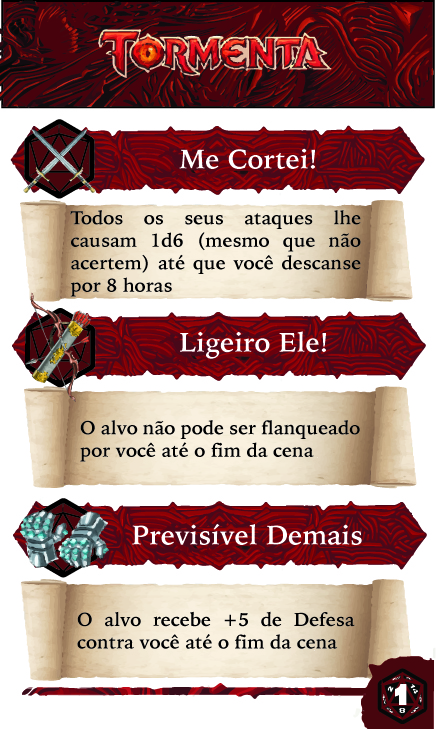 TORMENTA
Me Cortei!
Todos os seus ataques lhe
causam 1d6 (mesmo que não
acertem) até que você descanse
por 8 horas
Ligeiro Ele!
O alvo não pode ser flanqueado
por você até o fim da cena
Previsível Demais
O alvo recebe +5 de Defesa
contra você até o fim da cena
1